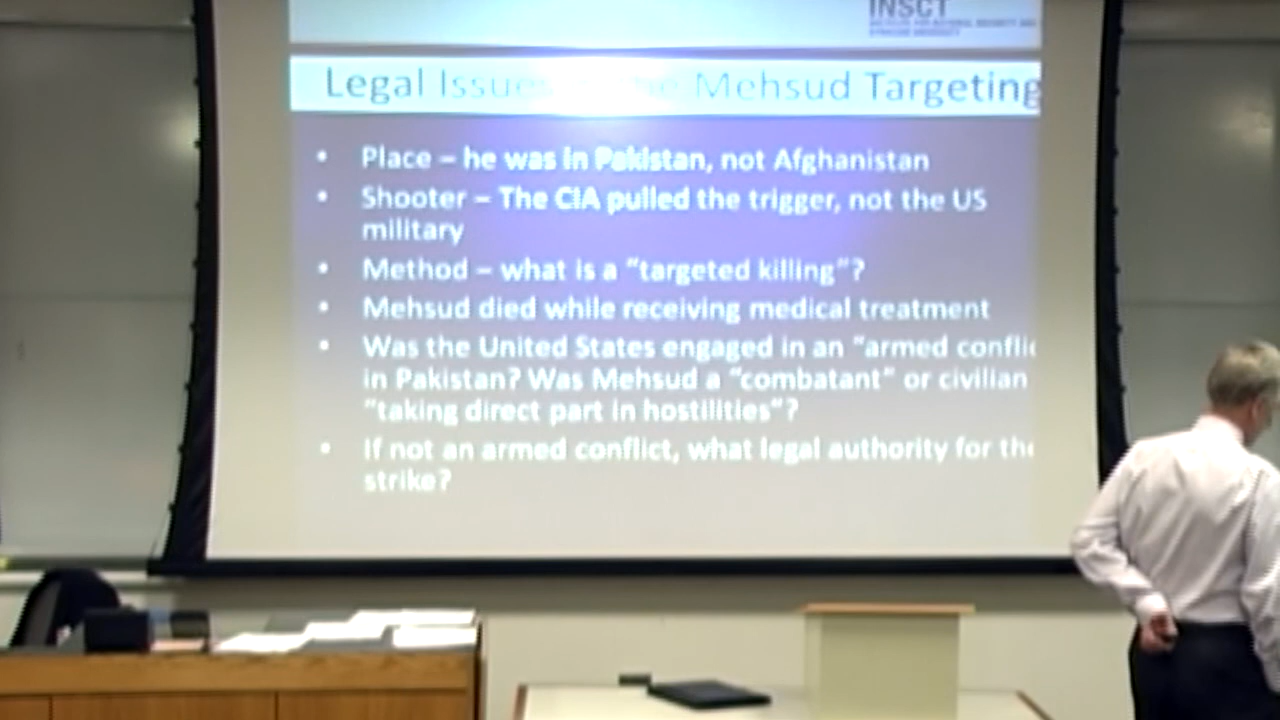 INSCT
Legal Issues the Mehsud Targeting
• Place – he was in Pakistan, not Afghanistan
• Shooter – The CIA pulled the trigger, not the US
military
• Method – what is a "targeted killing"?
• Mehsud died while receiving medical treatment
• Was the United States engaged in an "armed conflic
in Pakistan? Was Mehsud a "combatant" or civilian
"taking direct part in hostilities"?
• If not an armed conflict, what legal authority for the
strike?